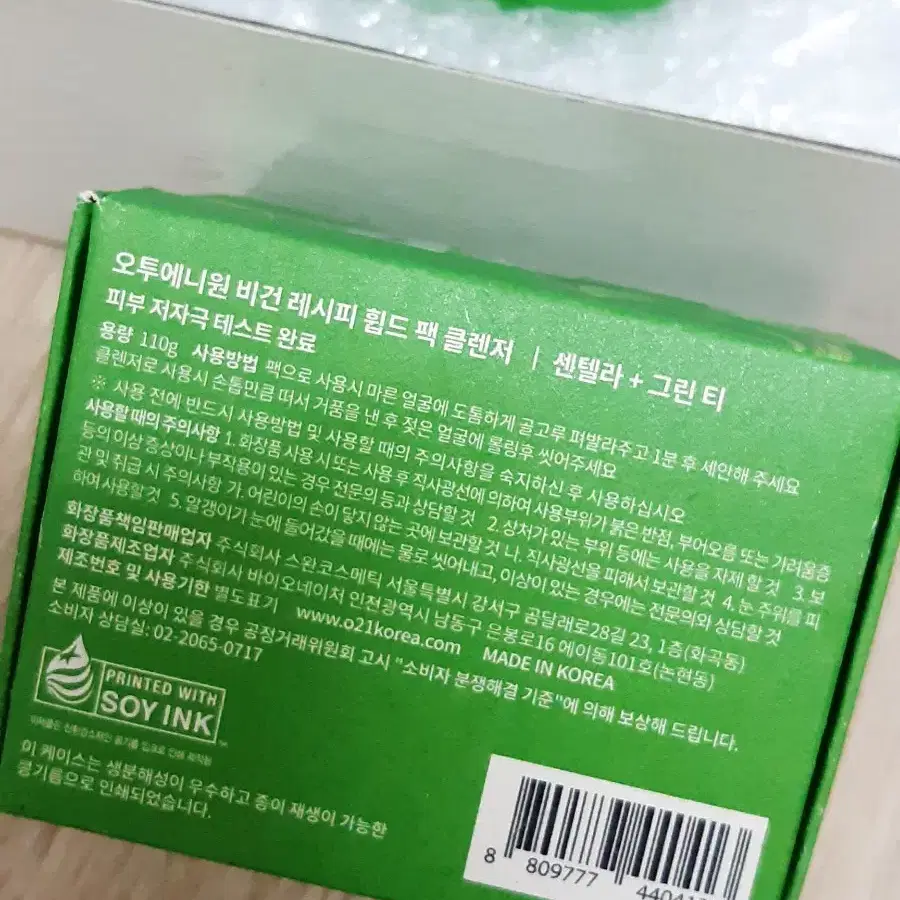 오투에니원 비건 레시피 휩드 팩 클렌저 | 센텔라 + 그린 티
피부 저자극 테스트 완료
용량 110g 사용방법 팩으로 사용시 마른 얼굴에 도톰하게 골고루 펴발라주고 1분 후 세안해 주세요
클렌저로 사용시 손톱만큼 떠서 거품을 낸 후 젖은 얼굴에 롤링후 씻어주세요
※ 사용 전에 반드시 사용방법 및 사용할 때의 주의사항을 숙지하신 후 사용하십시오
사용할 때의 주의사항 1. 화장품 사용 시 또는 사용 후 직사광선에 의하여 사용부위가 붉은 반점, 부어오름 또는 가려움증
등의 이상 증상이나 부작용이 있는 경우 전문의 등과 상담할 것 2. 상처가 있는 부위 등에는 사용을 자제 할 것 3. 보
관 및 취급 시 주의사항 가. 어린이의 손이 닿지 않는 곳에 보관할 것 나. 직사광선을 피해서 보관할 것 4. 눈 주위를 피
하여 사용할 것 5. 알갱이가 눈에 들어갔을 때에는 물로 씻어내고, 이상이 있는 경우에는 전문의와 상담할 것
화장품책임판매업자 주식회사 스완코스메틱 서울특별시 강서구 곰달래로28길 23, 1층(화곡동)
화장품제조업자 주식회사 바이오네이처 인천광역시 남동구 은봉로16 에이동101호(논현동)
제조번호 및 사용기한 별도표기 www.o21korea.com MADE IN KOREA
본 제품에 이상이 있을 경우 공정거래위원회 고시 "소비자 분쟁해결 기준"에 의해 보상해 드립니다.
소비자 상담실: 02-2065-0717
PRINTED WITH
SOY INK
TM
이 케이스는 생분해성이 우수하고 종이 재생이 가능한
콩기름으로 인쇄되었습니다.
8 809777